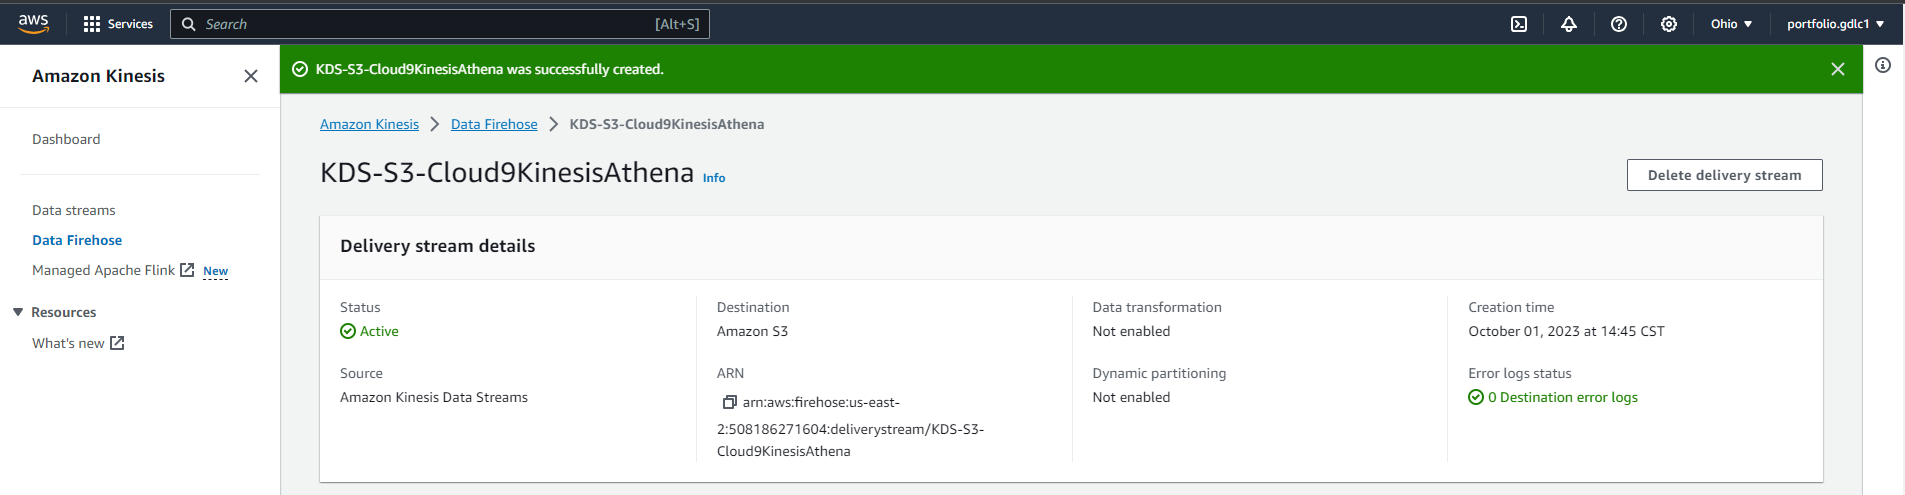 aws
Services
Search
[Alt+S]
Ohio
portfolio.gdlc1
Amazon Kinesis
Dashboard
Data streams
Data Firehose
Managed Apache Flink
New
Resources
What's new
KDS-S3-Cloud9KinesisAthena was successfully created.
Amazon Kinesis
Data Firehose
KDS-S3-Cloud9KinesisAthena
KDS-S3-Cloud9KinesisAthena
Info
Delete delivery stream
Delivery stream details
Status
Active
Source
Amazon Kinesis Data Streams
Destination
Amazon S3
ARN
arn:aws:firehose:us-east-
2:508186271604:deliverystream/KDS-S3-
Cloud9KinesisAthena
Data transformation
Not enabled
Dynamic partitioning
Not enabled
Creation time
October 01, 2023 at 14:45 CST
Error logs status
0 Destination error logs